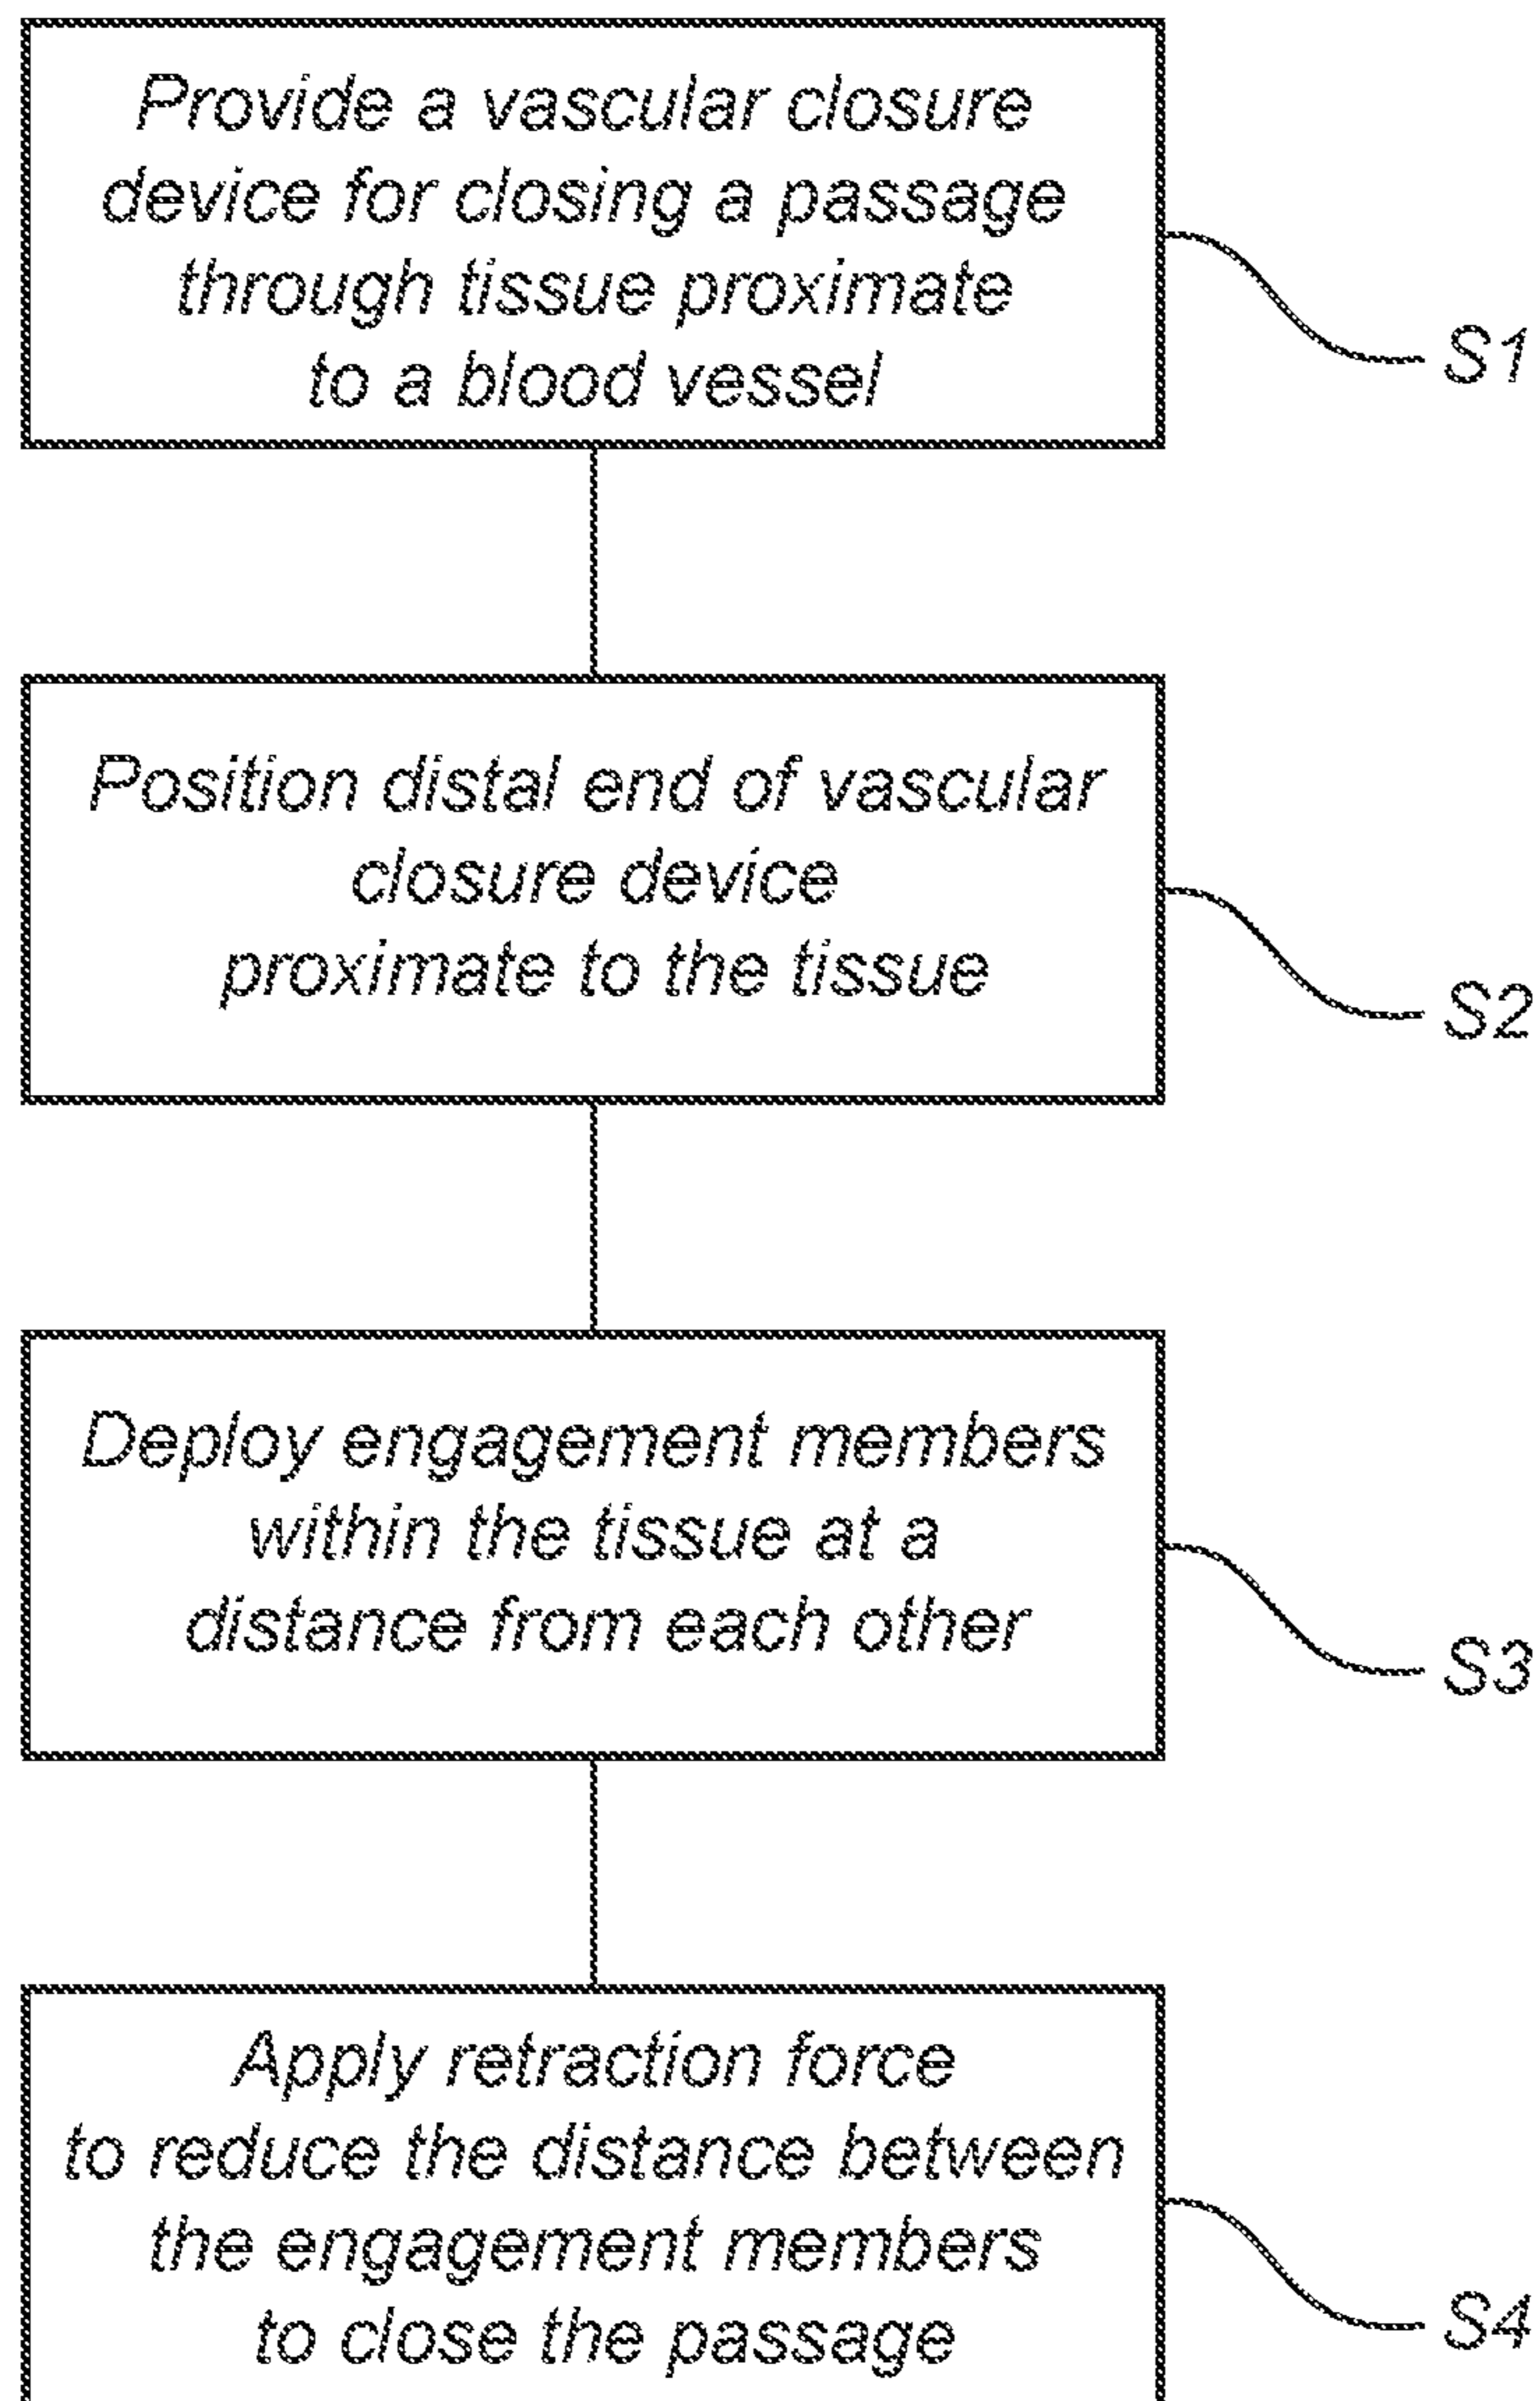 Provide a vascular closure
device for closing a passage
through tissue proximate
to a blood vessel
S1
Position distal end of vascular
closure device
proximate to the tissue
S2
Deploy engagement members
within the tissue at a
distance from each other
S3
Apply retraction force
to reduce the distance between
the engagement members
to close the passage
S4